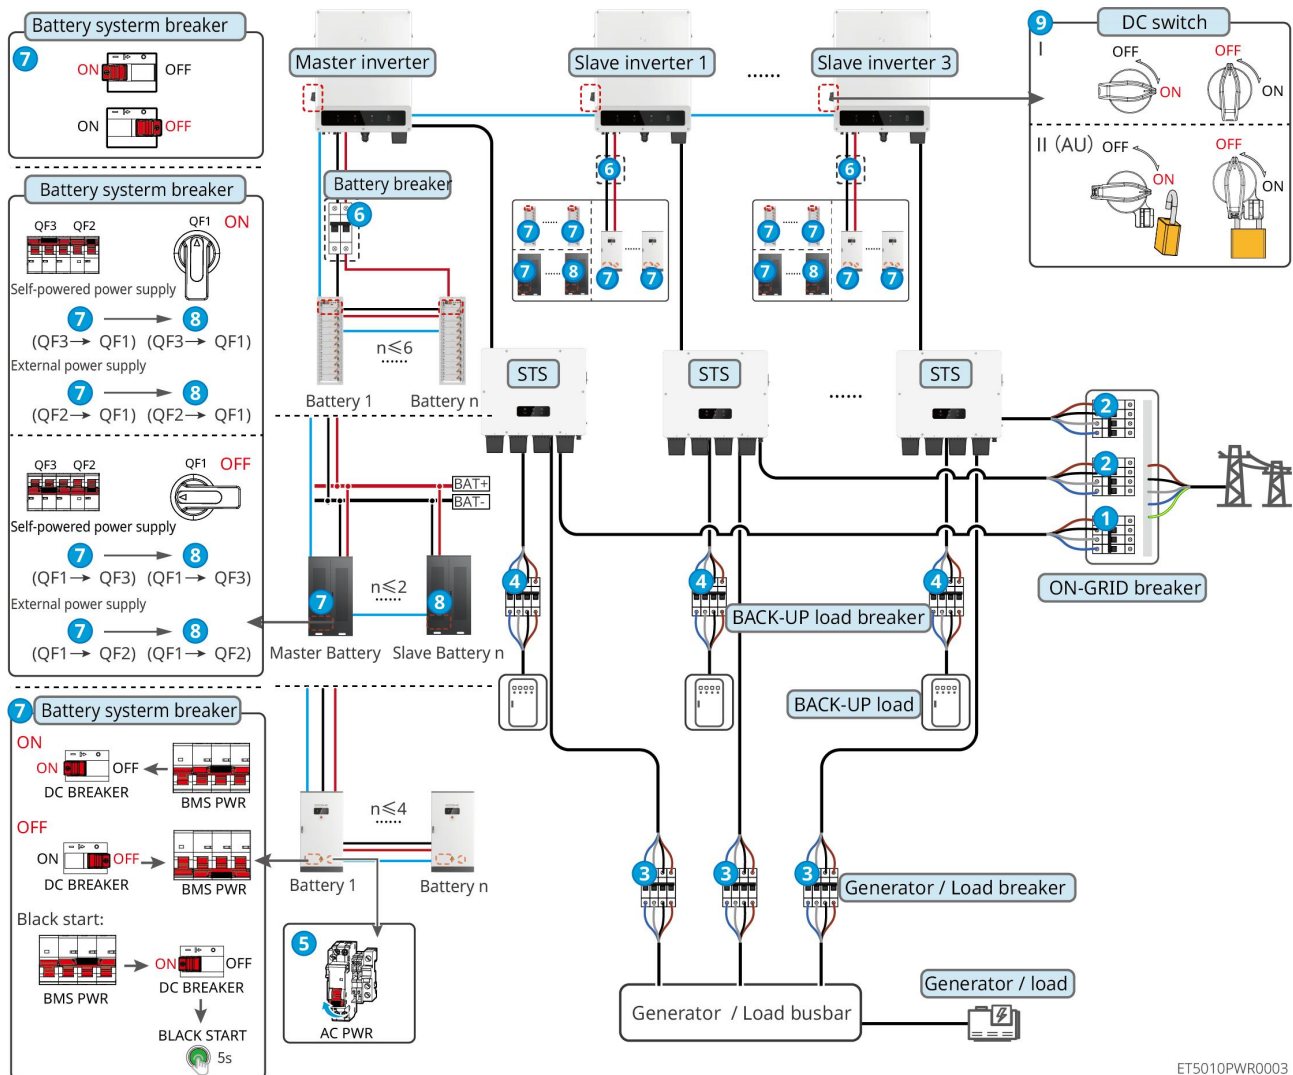 Battery systerm breaker
7
ON
OFF
ON
OFF
Battery systerm breaker
QF3
QF2
QF1
ON
Self-powered power supply
7
8
(QF3→ QF1)
(QF3→ QF1)
External power supply
7
8
(QF2→ QF1)
(QF2→ QF1)
QF3
QF2
QF1
OFF
Self-powered power supply
7
8
(QF1→ QF3)
(QF1→ QF3)
External power supply
7
8
(QF1→ QF2)
(QF1→ QF2)
7
Battery systerm breaker
ON
ON
OFF
DC BREAKER
BMS PWR
OFF
ON
OFF
DC BREAKER
BMS PWR
Black start:
BMS PWR
ON
OFF
DC BREAKER
BLACK START
5s
Master inverter
Slave inverter 1
......
Slave inverter 3
Battery breaker
6
6
6
7
......
7
7
......
8
......
7
7
7
......
7
7
......
8
......
7
7
n≤6
......
Battery 1
Battery n
STS
STS
......
STS
BAT+
BAT-
7
n≤2
8
Master Battery
Slave Battery n
n≤4
......
Battery 1
Battery n
5
AC PWR
4
4
4
BACK-UP load breaker
BACK-UP load
2
2
1
ON-GRID breaker
3
3
3
Generator / Load breaker
Generator / Load busbar
Generator / load
9
DC switch
I
OFF
ON
OFF
ON
II (AU)
OFF
ON
OFF
ON
ET5010PWR0003